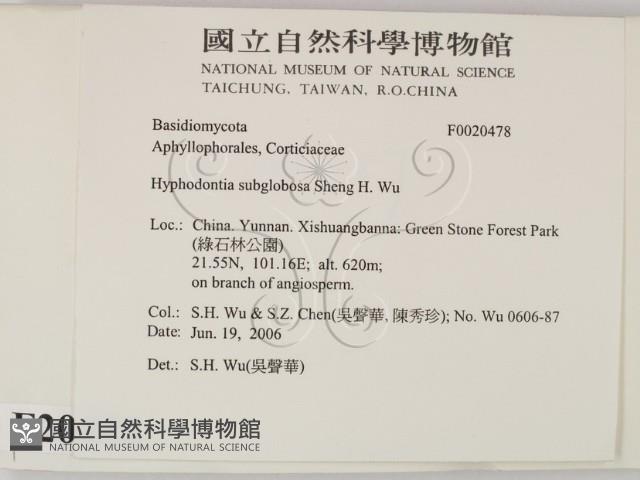 國立自然科學博物館
NATIONAL MUSEUM OF NATURAL SCIENCE
TAICHUNG, TAIWAN, R.O.CHINA
Basidiomycota F0020478
Aphyllophorales, Corticiaceae
Hyphodontia subglobosa Sheng H. Wu
Loc.: China. Yunnan. Xishuangbanna: Green Stone Forest Park
(綠石林公園)
21.55N, 101.16E; alt. 620m;
on branch of angiosperm.
Col.: S.H. Wu & S.Z. Chen(吳聲華, 陳秀珍); No. Wu 0606-87
Date: Jun. 19, 2006
Det.: S.H. Wu(吳聲華)
F20
國立自然科學博物館
NATIONAL MUSEUM OF NATURAL SCIENCE